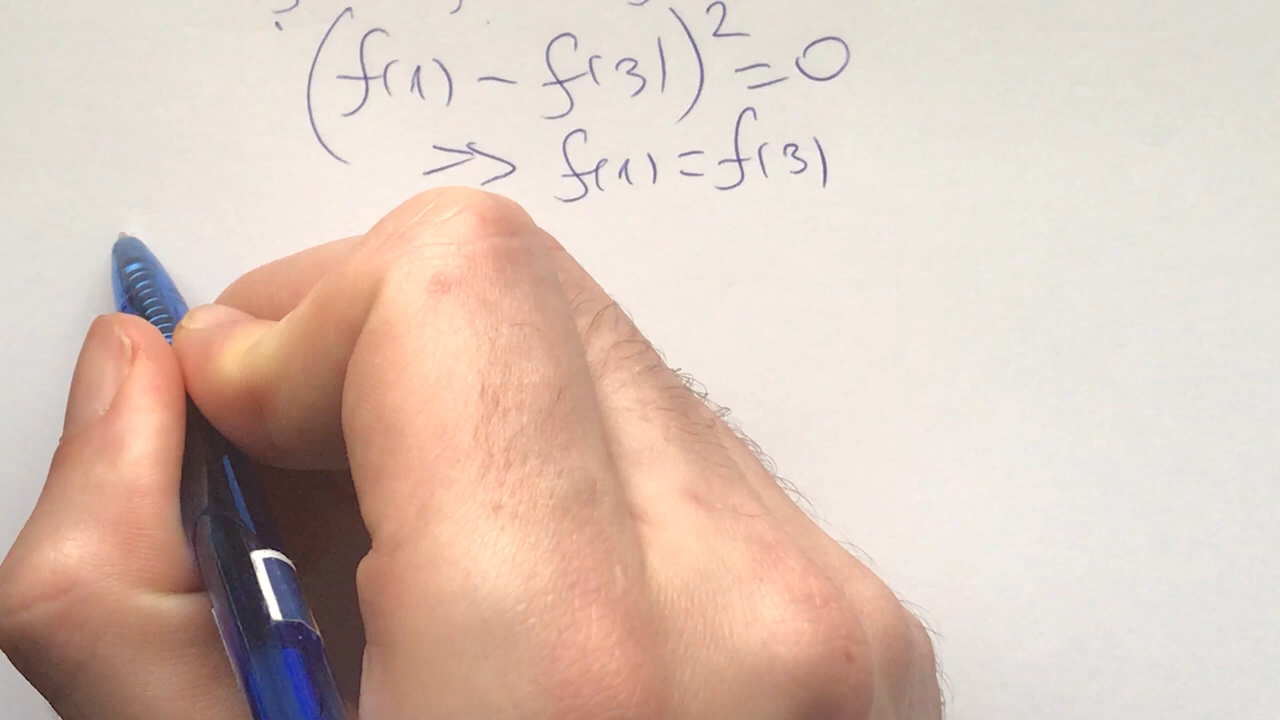 (f(1) - f(3))² = 0
>> f(1) = f(3)